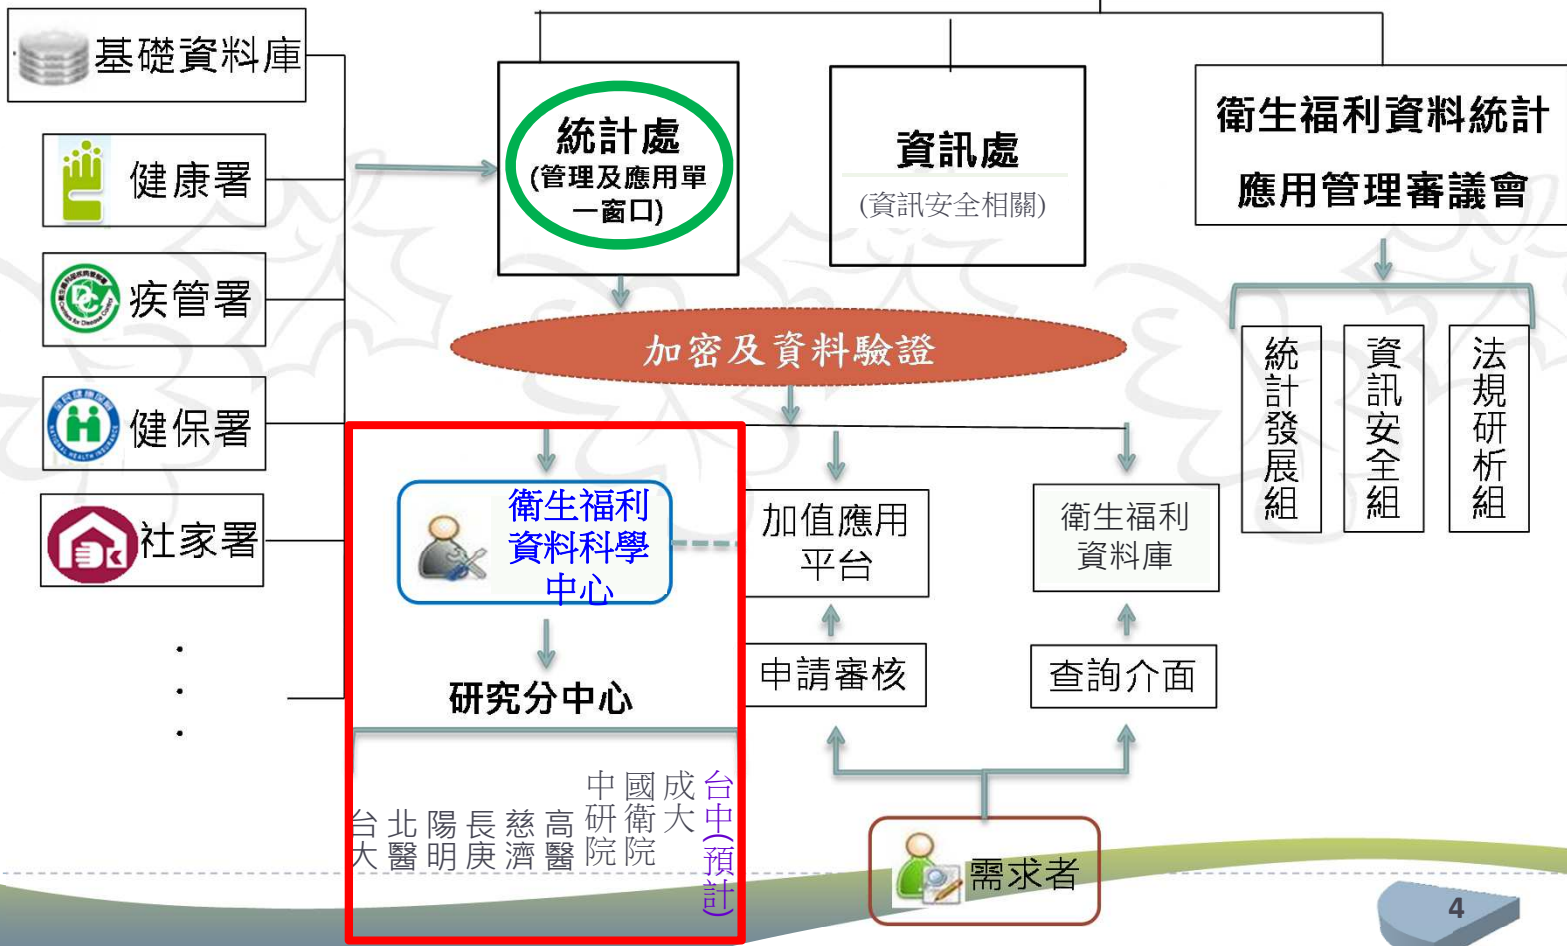 基礎資料庫
健康署
疾管署
健保署
社家署
統計處
(管理及應用單
一窗口)
資訊處
(資訊安全相關)
衛生福利資料統計
應用管理審議會
統計發展組
資訊安全組
法規研析組
加密及資料驗證
衛生福利
資料科學
中心
加值應用
平台
衛生福利
資料庫
研究分中心
申請審核
查詢介面
台大
北醫
陽明
長庚
慈濟
高醫
中研院
國衛院
成大
台中(預計)
需求者
4